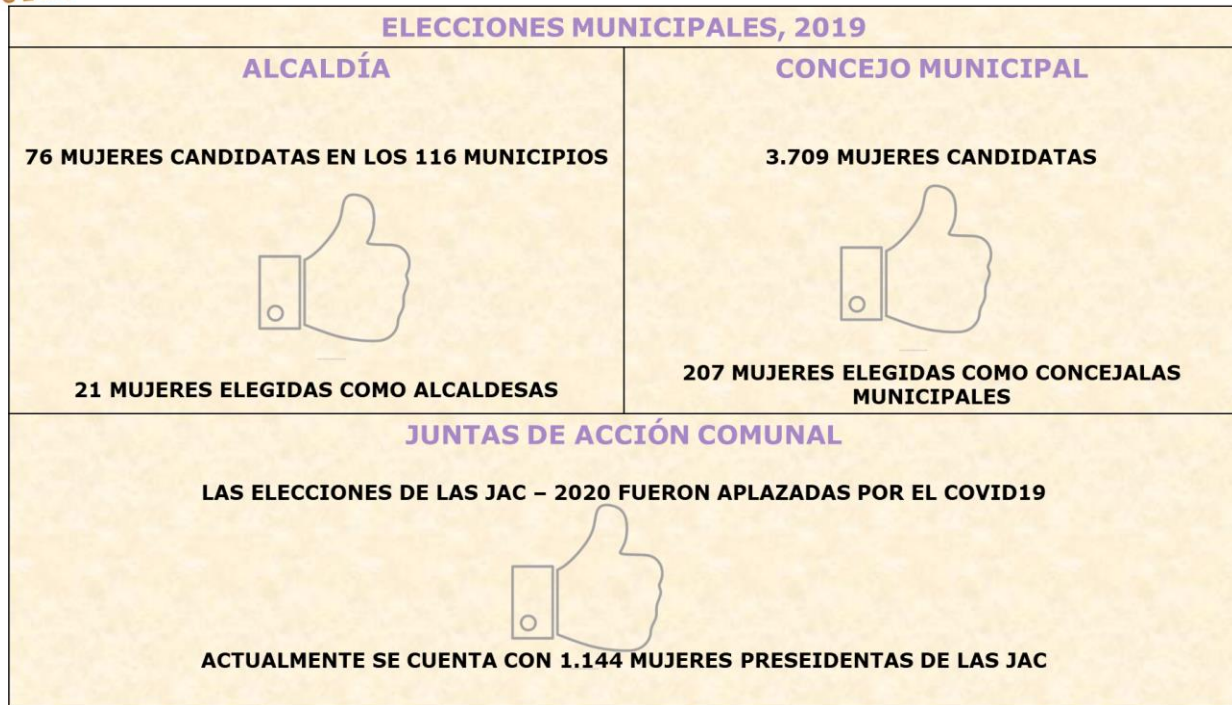 ELECCIONES MUNICIPALES, 2019
ALCALDÍA
76 MUJERES CANDIDATAS EN LOS 116 MUNICIPIOS
21 MUJERES ELEGIDAS COMO ALCALDESAS
CONCEJO MUNICIPAL
3.709 MUJERES CANDIDATAS
207 MUJERES ELEGIDAS COMO CONCEJALAS
MUNICIPALES
JUNTAS DE ACCIÓN COMUNAL
LAS ELECCIONES DE LAS JAC – 2020 FUERON APLAZADAS POR EL COVID19
ACTUALMENTE SE CUENTA CON 1.144 MUJERES PRESEIDENTAS DE LAS JAC